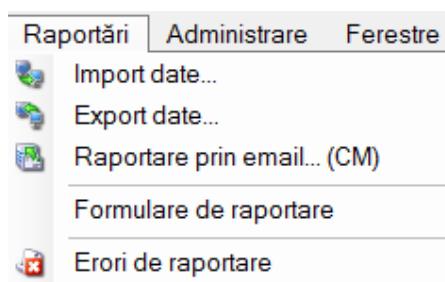 Raportări Administrare Ferestre
Import date...
Export date...
Raportare prin email... (CM)
Formulare de raportare
Erori de raportare